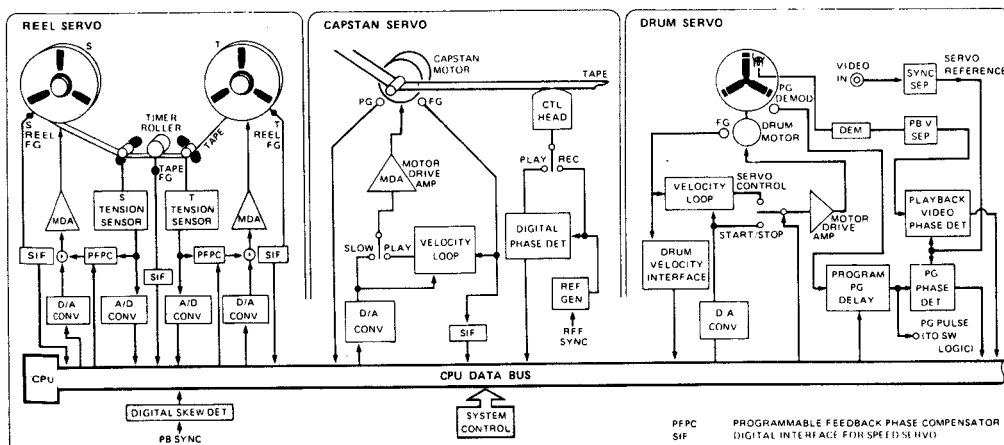 REEL SERVO
S
T
S
REEL
FG
TIMER
ROLLER
TAPE
FG
TAPE
T
REEL
FG
MDA
S
TENSION
SENSOR
T
TENSION
SENSOR
MDA
SIF
PFPC
SIF
PFPC
SIF
D/A
CONV
A/D
CONV
A/D
CONV
D/A
CONV
CAPSTAN SERVO
CAPSTAN
MOTOR
TAPE
PG
FG
CTL
HEAD
MOTOR
DRIVE
AMP
MDA
PLAY
REC
SLOW
PLAY
VELOCITY
LOOP
DIGITAL
PHASE DET
D/A
CONV
SIF
REF
GEN
REF
SYNC
DRUM SERVO
VIDEO
IN
SYNC
SEP
SERVO
REFERENCE
PG
DEMOD
FG
DRUM
MOTOR
DEM
PB V
SEP
VELOCITY
LOOP
SERVO
CONTROL
START/STOP
MOTOR
DRIVE
AMP
PLAYBACK
VIDEO
PHASE DET
DRUM
VELOCITY
INTERFACE
D A
CONV
PROGRAM
PG
DELAY
PG
PHASE
DET
PG PULSE
(TO SW
LOGIC)
CPU
CPU DATA BUS
DIGITAL SKEW DET
PB SYNC
SYSTEM
CONTROL
PFPC PROGRAMMABLE FEEDBACK PHASE COMPENSATOR
SIF DIGITAL INTERFACE FOR SPEED SERVO